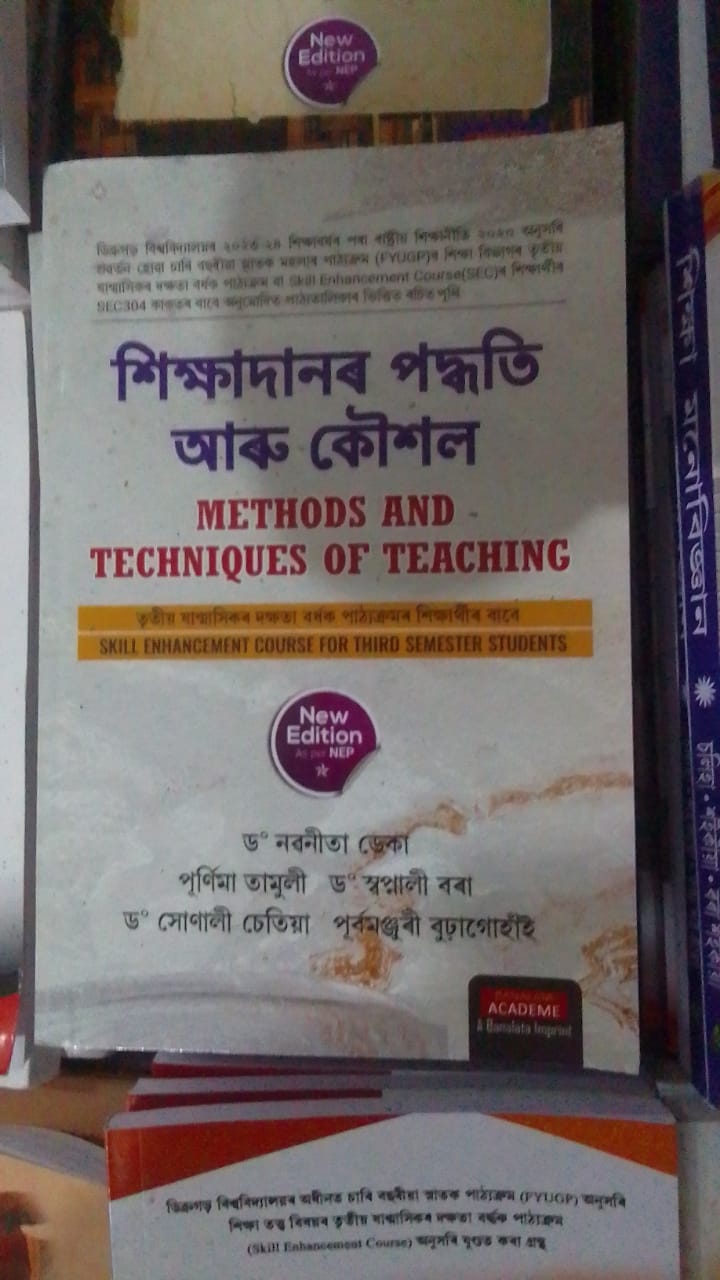 New
Edition
As per NEP
ডিব্ৰুগড় বিশ্ববিদ্যালয়ৰ ২০২৩-২৪ শিক্ষাবৰ্ষৰ পৰা ৰাষ্ট্ৰীয় শিক্ষানীতি ২০২০ অনুসৰি
প্ৰৱৰ্তন হোৱা চাৰি বছৰীয়া স্নাতক মহলাৰ পাঠ্যক্ৰম (FYUGP)ৰ শিক্ষা বিভাগৰ তৃতীয়
ষাণ্মাসিকৰ দক্ষতা বৰ্ধক পাঠ্যক্ৰম বা Skill Enhancement Course(SEC)ৰ শিক্ষাৰ্থীৰ
SEC304 কাকতৰ বাবে অনুমোদিত পাঠ্যতালিকাৰ ভিত্তিত ৰচিত পুথি
শিক্ষাদানৰ পদ্ধতি
আৰু কৌশল
METHODS AND
TECHNIQUES OF TEACHING
তৃতীয় ষাণ্মাসিকৰ দক্ষতা বৰ্ধক পাঠ্যক্ৰমৰ শিক্ষাৰ্থীৰ বাবে
SKILL ENHANCEMENT COURSE FOR THIRD SEMESTER STUDENTS
New
Edition
As per NEP
ড° নৱনীতা ডেকা
পূৰ্ণিমা তামুলী ড° স্বপ্নালী বৰা
ড° সোণালী চেতিয়া পূৰ্বমঞ্জুৰী বুঢ়াগোহাঁই
BANALATA
ACADEME
A Banalata Imprint
শিক্ষা মনোবিজ্ঞান
ডিব্ৰুগড় বিশ্ববিদ্যালয়ৰ অধীনত চাৰি বছৰীয়া স্নাতক পাঠ্যক্ৰম (FYUGP) অনুসৰি
শিক্ষা তত্ত্ব বিষয়ৰ তৃতীয় ষাণ্মাসিকৰ দক্ষতা বৰ্দ্ধক পাঠ্যক্ৰম
(Skill Enhancement Course) অনুসৰি যুগুত কৰা গ্ৰন্থ